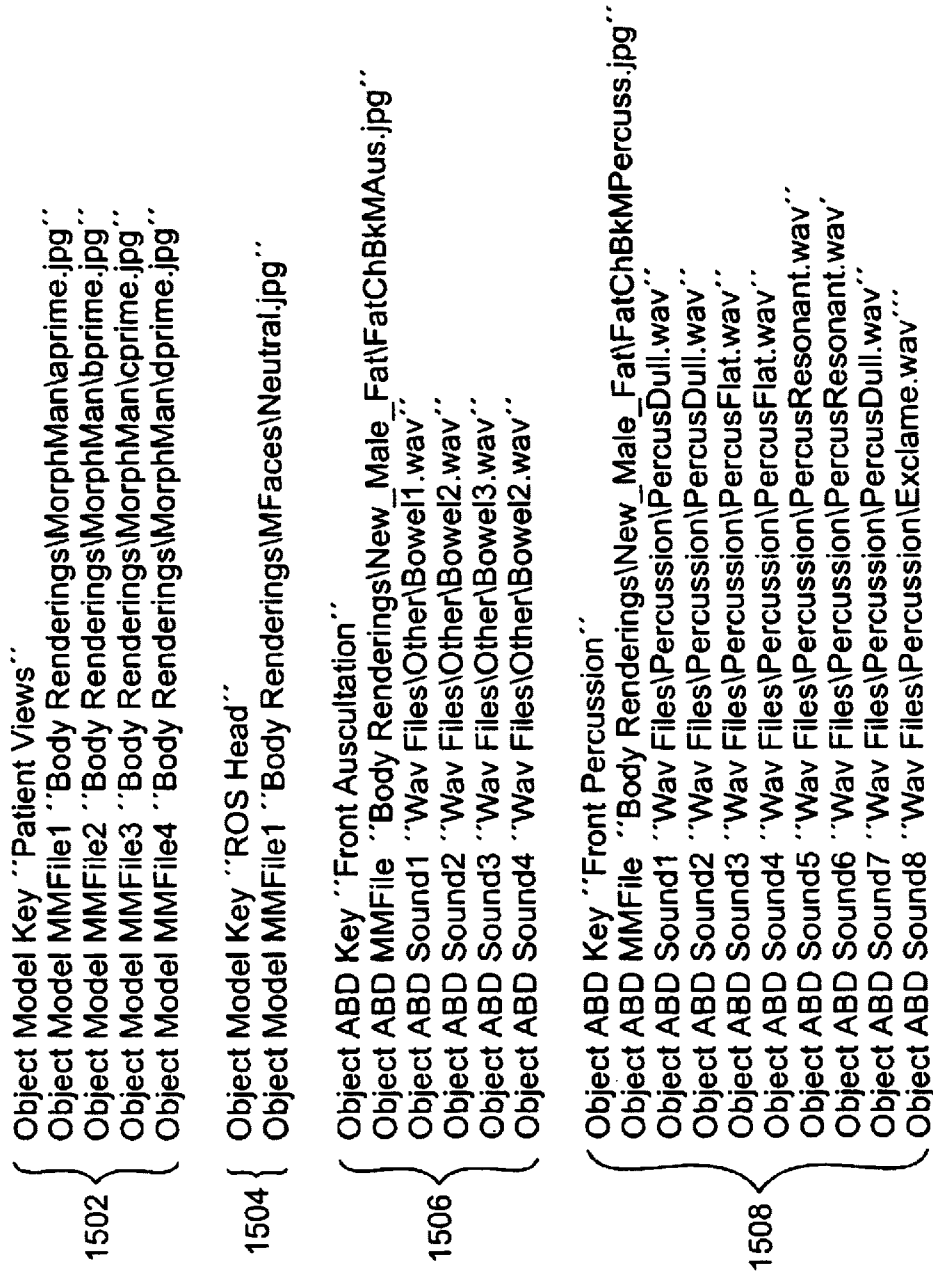 1502
Object Model Key ´´Patient Views´´
Object Model MMFile1 ´´Body Renderings\MorphMan\aprime.jpg´´
Object Model MMFile2 ´´Body Renderings\MorphMan\bprime.jpg´´
Object Model MMFile3 ´´Body Renderings\MorphMan\cprime.jpg´´
Object Model MMFile4 ´´Body Renderings\MorphMan\dprime.jpg´´
1504
Object Model Key ´´ROS Head´´
Object Model MMFile1 ´´Body Renderings\MFaces\Neutral.jpg´´
1506
Object ABD Key ´´Front Auscultation´´
Object ABD MMFile ´´Body Renderings\New_Male_Fat\FatChBkMAus.jpg´´
Object ABD Sound1 ´´Wav Files\Other\Bowel1.wav´´
Object ABD Sound2 ´´Wav Files\Other\Bowel2.wav´´
Object ABD Sound3 ´´Wav Files\Other\Bowel3.wav´´
Object ABD Sound4 ´´Wav Files\Other\Bowel2.wav´´
1508
Object ABD Key ´´Front Percussion´´
Object ABD MMFile ´´Body Renderings\New_Male_Fat\FatChBkMPercuss.jpg´´
Object ABD Sound1 ´´Wav Files\Percussion\PercusDull.wav´´
Object ABD Sound2 ´´Wav Files\Percussion\PercusDull.wav´´
Object ABD Sound3 ´´Wav Files\Percussion\PercusFlat.wav´´
Object ABD Sound4 ´´Wav Files\Percussion\PercusFlat.wav´´
Object ABD Sound5 ´´Wav Files\Percussion\PercusResonant.wav´´
Object ABD Sound6 ´´Wav Files\Percussion\PercusResonant.wav´
Object ABD Sound7 ´´Wav Files\Percussion\PercusDull.wav´´
Object ABD Sound8 ´´Wav Files\Percussion\Exclame.wav´´´